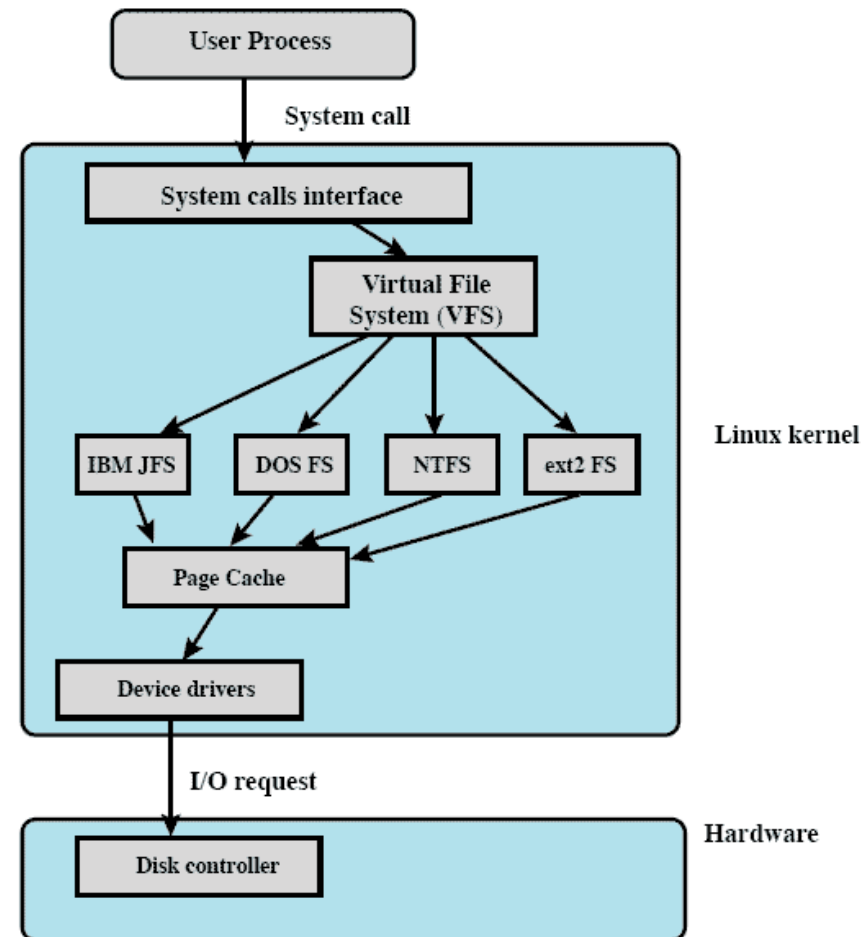 User Process
System call
System calls interface
Virtual File
System (VFS)
Linux kernel
IBM JFS
DOS FS
NTFS
ext2 FS
Page Cache
Device drivers
I/O request
Hardware
Disk controller